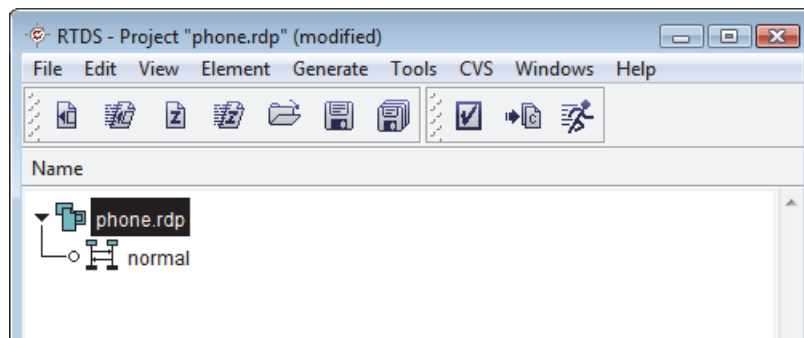 RTDS - Project "phone.rdp" (modified)
File Edit View Element Generate Tools CVS Windows Help
Name
phone.rdp
normal